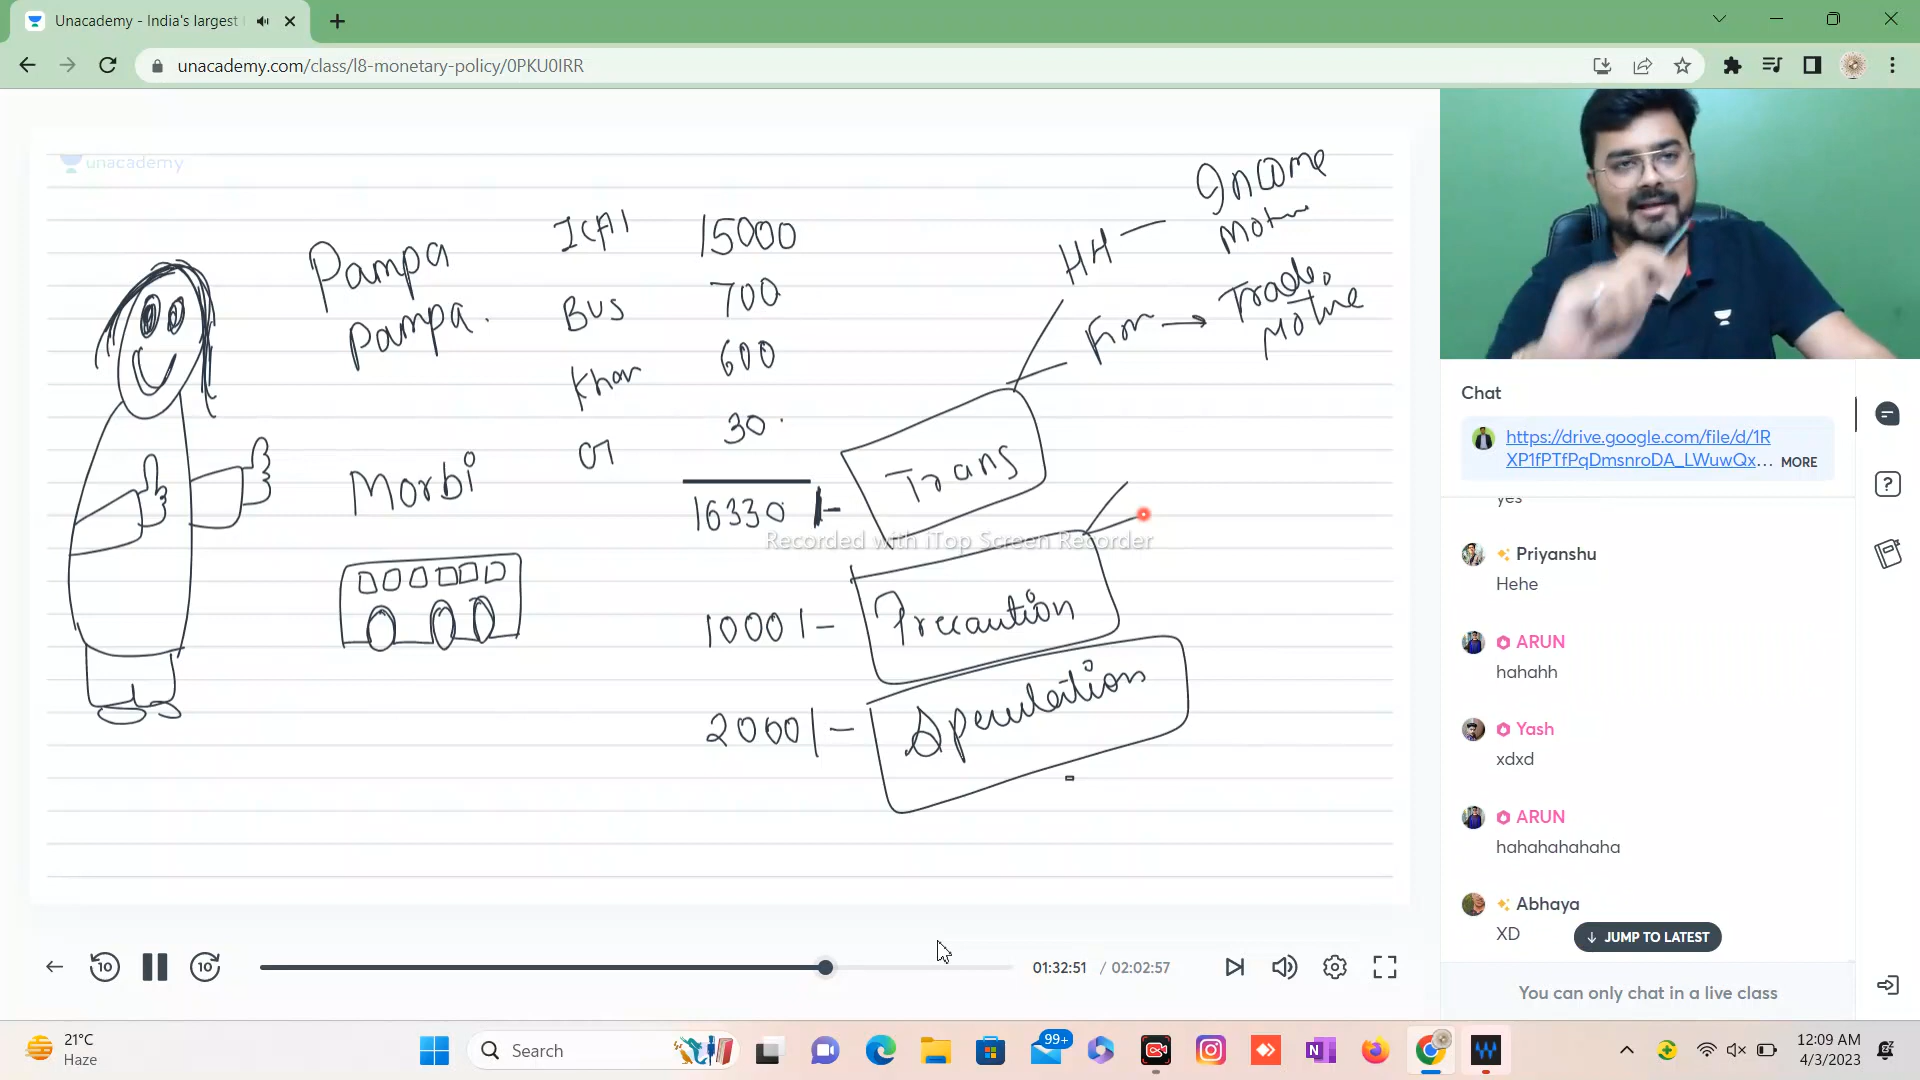 Unacademy - India's largest
unacademy.com/class/l8-monetary-policy/0PKU0IRR
unacademy
Pampa
Pampa.
Morbi
ICAI 15000
Bus 700
Khar 600
30
16330/-
1000/-
2000/-
HH - Income
Motive
Firm → Trade
Motive
Trans
Precaution
Speculation
Recorded with iTop Screen Recorder
01:32:51 / 02:02:57
Chat
https://drive.google.com/file/d/1R
XP1fPTfPqDmsnroDA_LWuwQx... MORE
yes
Priyanshu
Hehe
ARUN
hahahh
Yash
xdxd
ARUN
hahahahahaha
Abhaya
XD
JUMP TO LATEST
You can only chat in a live class
21°C
Haze
Search
99+
12:09 AM
4/3/2023